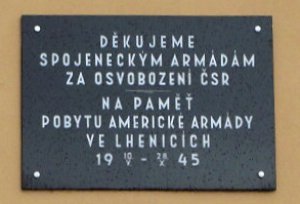 DĚKUJEME
SPOJENECKÝM ARMÁDÁM
ZA OSVOBOZENÍ ČSR
NA PAMĚŤ
POBYTU AMERICKÉ ARMÁDY
VE LHENICÍCH
19 10/V - 28/X 45